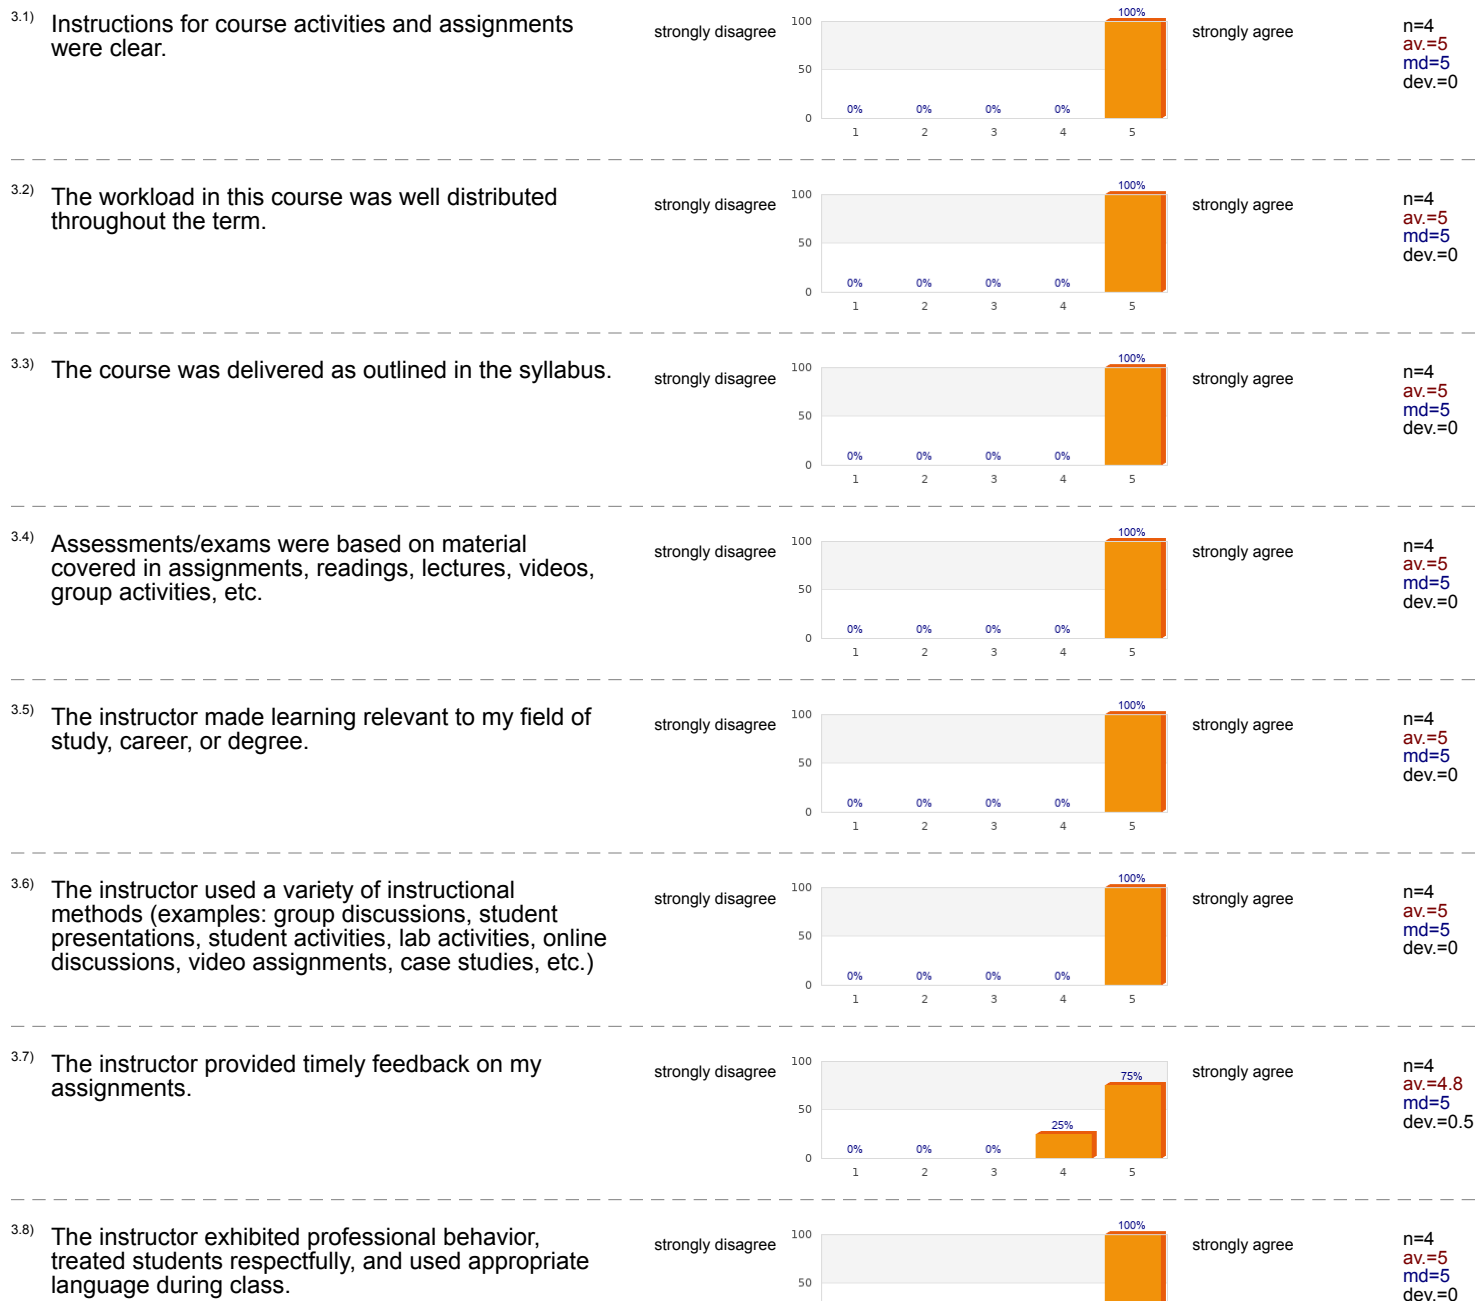 3.1) Instructions for course activities and assignments
were clear.
strongly disagree
100
50
0
0% 0% 0% 0% 100%
1 2 3 4 5
strongly agree
n=4
av.=5
md=5
dev.=0
3.2) The workload in this course was well distributed
throughout the term.
strongly disagree
100
50
0
0% 0% 0% 0% 100%
1 2 3 4 5
strongly agree
n=4
av.=5
md=5
dev.=0
3.3) The course was delivered as outlined in the syllabus.
strongly disagree
100
50
0
0% 0% 0% 0% 100%
1 2 3 4 5
strongly agree
n=4
av.=5
md=5
dev.=0
3.4) Assessments/exams were based on material
covered in assignments, readings, lectures, videos,
group activities, etc.
strongly disagree
100
50
0
0% 0% 0% 0% 100%
1 2 3 4 5
strongly agree
n=4
av.=5
md=5
dev.=0
3.5) The instructor made learning relevant to my field of
study, career, or degree.
strongly disagree
100
50
0
0% 0% 0% 0% 100%
1 2 3 4 5
strongly agree
n=4
av.=5
md=5
dev.=0
3.6) The instructor used a variety of instructional
methods (examples: group discussions, student
presentations, student activities, lab activities, online
discussions, video assignments, case studies, etc.)
strongly disagree
100
50
0
0% 0% 0% 0% 100%
1 2 3 4 5
strongly agree
n=4
av.=5
md=5
dev.=0
3.7) The instructor provided timely feedback on my
assignments.
strongly disagree
100
50
0
0% 0% 0% 25% 75%
1 2 3 4 5
strongly agree
n=4
av.=4.8
md=5
dev.=0.5
3.8) The instructor exhibited professional behavior,
treated students respectfully, and used appropriate
language during class.
strongly disagree
100
50
100%
strongly agree
n=4
av.=5
md=5
dev.=0